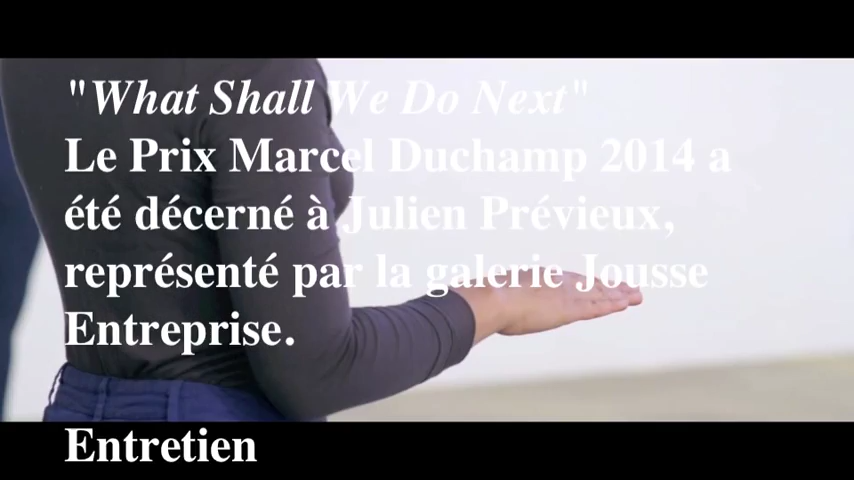 "What Shall We Do Next"
Le Prix Marcel Duchamp 2014 a
été décerné à Julien Prévieux,
représenté par la galerie Jousse
Entreprise.
Entretien